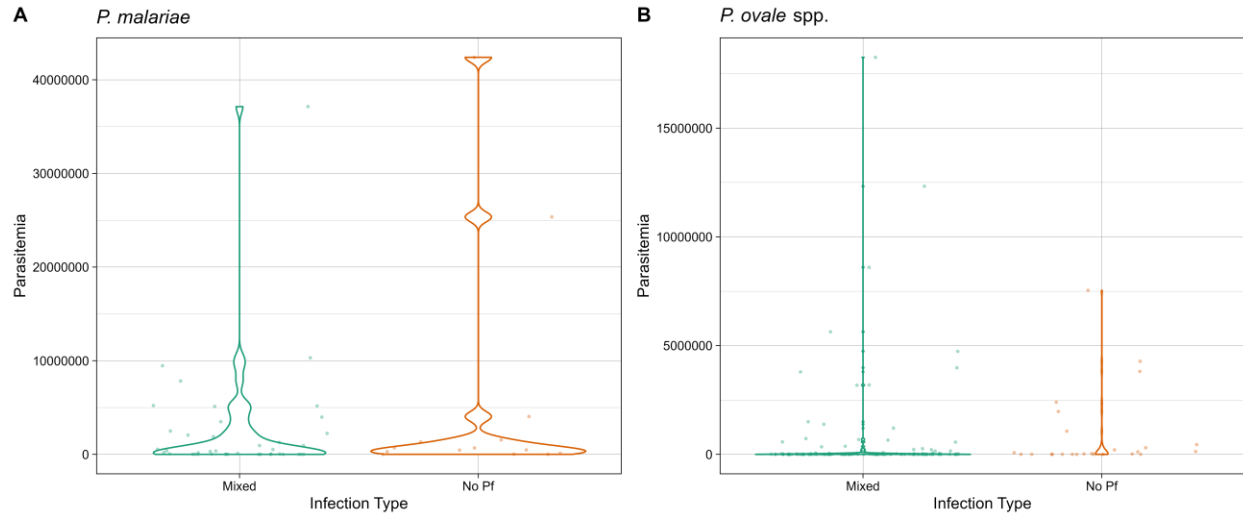 A
P. malariae
Parasitemia
40000000
30000000
20000000
10000000
0
Mixed
No Pf
Infection Type
B
P. ovale spp.
Parasitemia
15000000
10000000
5000000
0
Mixed
No Pf
Infection Type